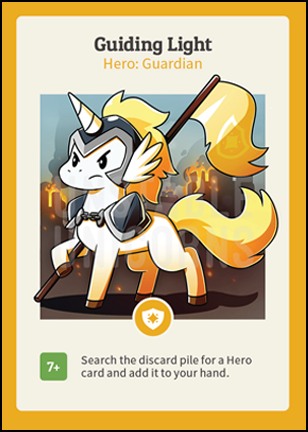 Guiding Light
Hero: Guardian
7+
Search the discard pile for a Hero
card and add it to your hand.